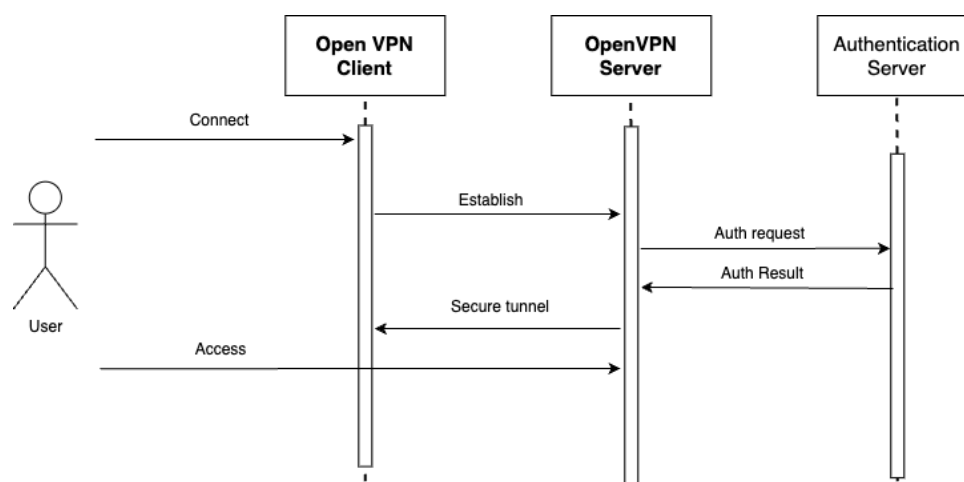 Open VPN
Client
OpenVPN
Server
Authentication
Server
Connect
Establish
Auth request
Auth Result
Secure tunnel
User
Access